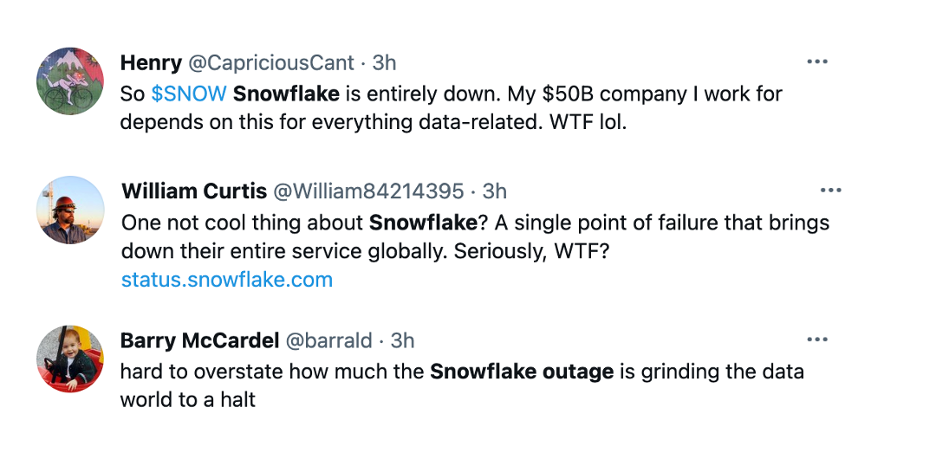 Henry @CapriciousCant · 3h
So $SNOW Snowflake is entirely down. My $50B company I work for
depends on this for everything data-related. WTF lol.
William Curtis @William84214395 · 3h
One not cool thing about Snowflake? A single point of failure that brings
down their entire service globally. Seriously, WTF?
status.snowflake.com
Barry McCardel @barrald · 3h
hard to overstate how much the Snowflake outage is grinding the data
world to a halt